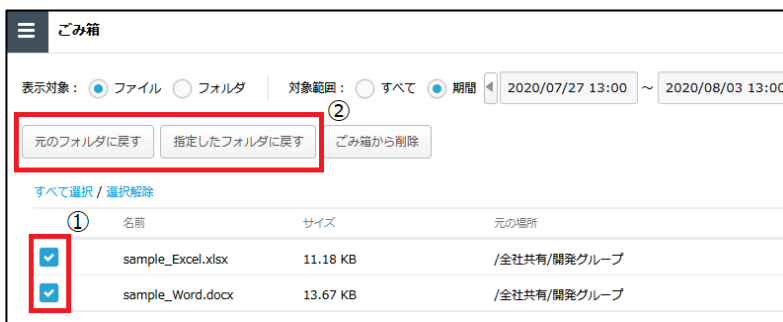 ごみ箱
表示対象： ファイル フォルダ 対象範囲： すべて 期間 2020/07/27 13:00 ～ 2020/08/03 13:00
②
元のフォルダに戻す 指定したフォルダに戻す ごみ箱から削除
すべて選択 / 選択解除
① 名前 サイズ 元の場所
sample_Excel.xlsx 11.18 KB /全社共有/開発グループ
sample_Word.docx 13.67 KB /全社共有/開発グループ